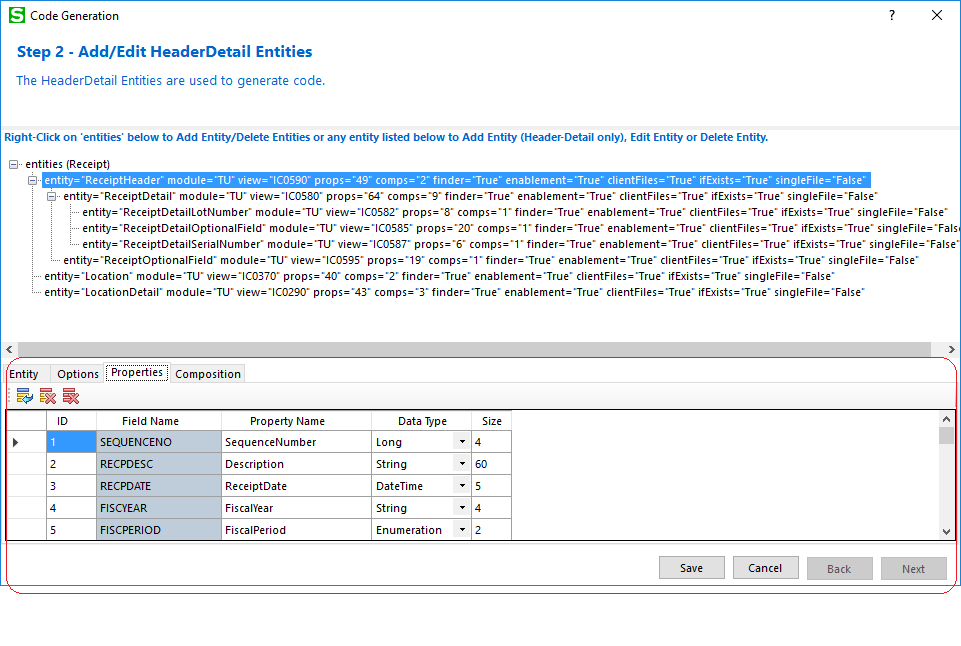 S Code Generation ?
Step 2 - Add/Edit HeaderDetail Entities
The HeaderDetail Entities are used to generate code.
Right-Click on 'entities' below to Add Entity/Delete Entities or any entity listed below to Add Entity (Header-Detail only), Edit Entity or Delete Entity.
entities (Receipt)
entity="ReceiptHeader" module="TU" view="IC0590" props="49" comps="2" finder="True" enablement="True" clientFiles="True" ifExists="True" singleFile="False"
entity="ReceiptDetail" module="TU" view="IC0580" props="64" comps="9" finder="True" enablement="True" clientFiles="True" ifExists="True" singleFile="False"
entity="ReceiptDetailLotNumber" module="TU" view="IC0582" props="8" comps="1" finder="True" enablement="True" clientFiles="True" ifExists="True" singleFile="False"
entity="ReceiptDetailOptionalField" module="TU" view="IC0585" props="20" comps="1" finder="True" enablement="True" clientFiles="True" ifExists="True" singleFile="False
entity="ReceiptDetailSerialNumber" module="TU" view="IC0587" props="6" comps="1" finder="True" enablement="True" clientFiles="True" ifExists="True" singleFile="False"
entity="ReceiptOptionalField" module="TU" view="IC0595" props="19" comps="1" finder="True" enablement="True" clientFiles="True" ifExists="True" singleFile="False"
entity="Location" module="TU" view="IC0370" props="40" comps="2" finder="True" enablement="True" clientFiles="True" ifExists="True" singleFile="False"
entity="LocationDetail" module="TU" view="IC0290" props="43" comps="3" finder="True" enablement="True" clientFiles="True" ifExists="True" singleFile="False"
Entity Options Properties Composition
ID Field Name Property Name Data Type Size
1 SEQUENCENO SequenceNumber Long 4
2 RECPDESC Description String 60
3 RECPDATE ReceiptDate DateTime 5
4 FISCYEAR FiscalYear String 4
5 FISCPERIOD FiscalPeriod Enumeration 2
Save Cancel Back Next